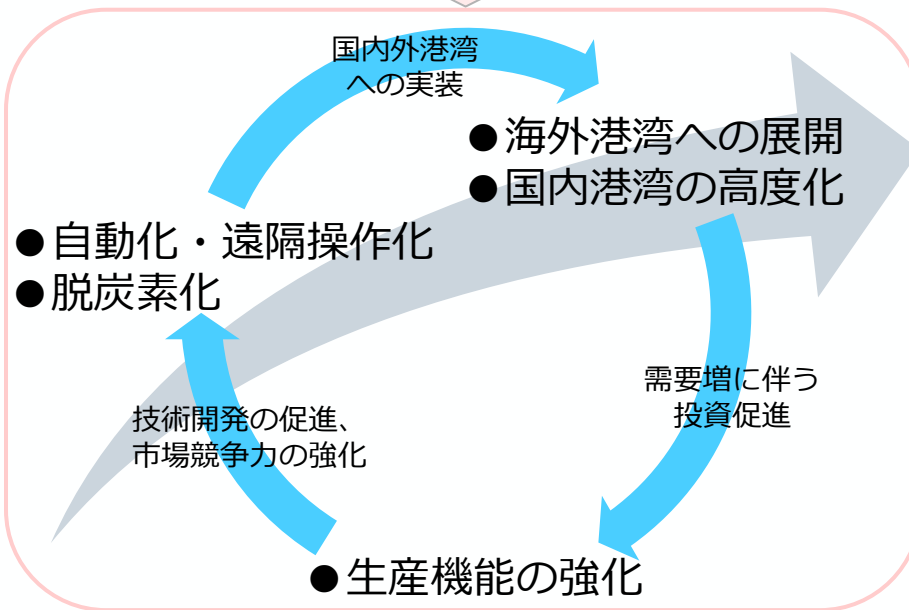 国内外港湾
への実装
●海外港湾への展開
●国内港湾の高度化
●自動化・遠隔操作化
●脱炭素化
需要増に伴う
投資促進
技術開発の促進、
市場競争力の強化
●生産機能の強化